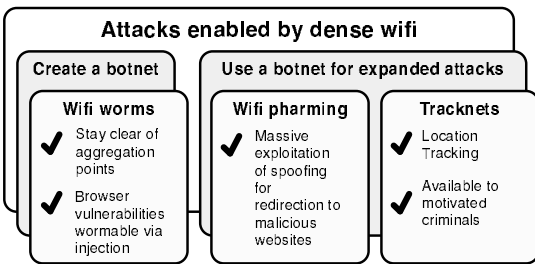 Attacks enabled by dense wifi
Create a botnet
Use a botnet for expanded attacks
Wifi worms
Stay clear of
aggregation
points
Browser
vulnerabilities
wormable via
injection
Wifi pharming
Massive
exploitation
of spoofing
for
redirection to
malicious
websites
Tracknets
Location
Tracking
Available to
motivated
criminals